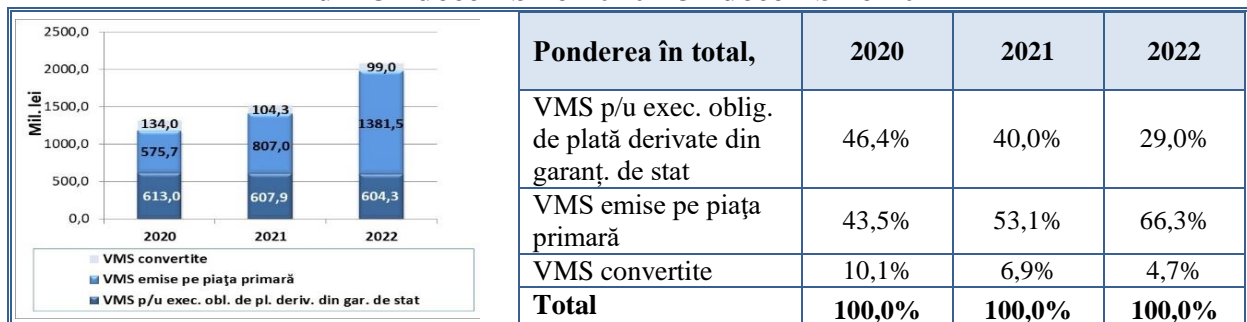 2500,0
2000,0
1500,0
1000,0
500,0
0,0
Mil. lei
134,0
575,7
613,0
104,3
807,0
607,9
99,0
1381,5
604,3
2020 2021 2022
VMS convertite
VMS emise pe piaţa primară
VMS p/u exec. obl. de pl. deriv. din gar. de stat
Ponderea în total, 2020 2021 2022
VMS p/u exec. oblig.
de plată derivate din 46,4% 40,0% 29,0%
garanț. de stat
VMS emise pe piaţa 43,5% 53,1% 66,3%
primară
VMS convertite 10,1% 6,9% 4,7%
Total 100,0% 100,0% 100,0%